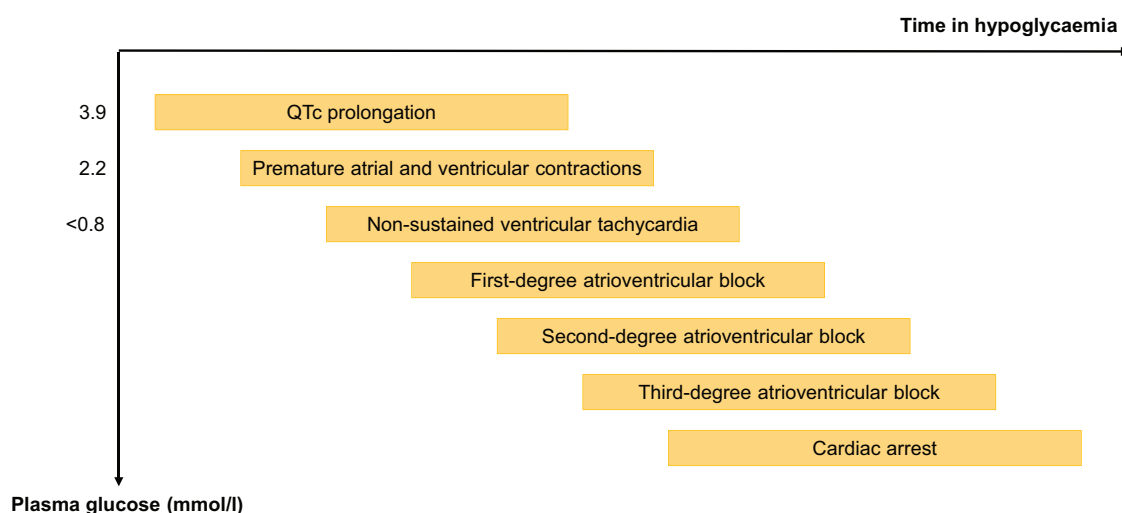 Time in hypoglycaemia
3.9
QTc prolongation
2.2
Premature atrial and ventricular contractions
<0.8
Non-sustained ventricular tachycardia
First-degree atrioventricular block
Second-degree atrioventricular block
Third-degree atrioventricular block
Cardiac arrest
Plasma glucose (mmol/l)